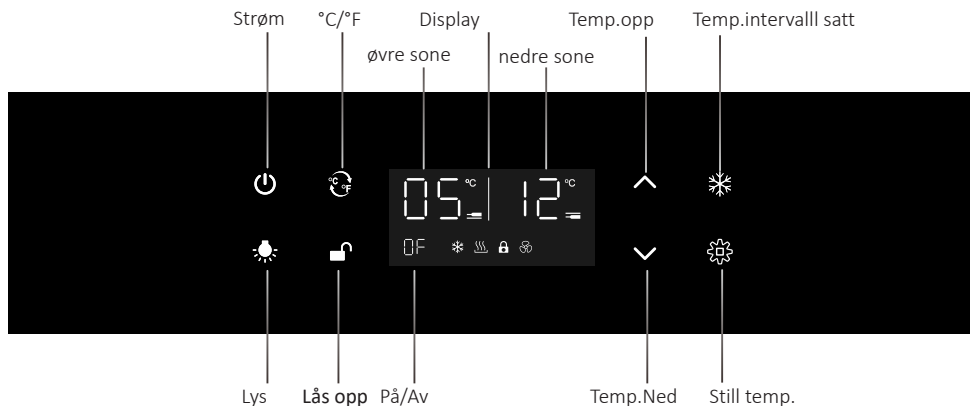 Strøm °C/°F Display Temp.opp Temp.intervalll satt
øvre sone nedre sone
°C °F 05 °C 12 °C
0F
Lys Lås opp På/Av Temp.Ned Still temp.